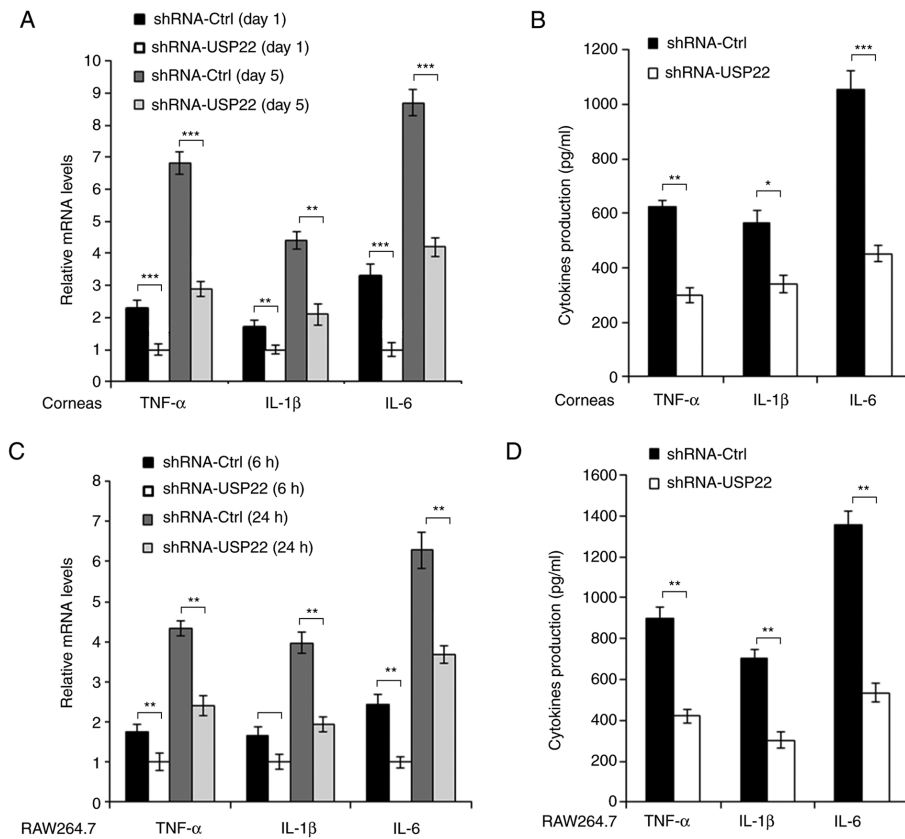 A
shRNA-Ctrl (day 1)
shRNA-USP22 (day 1)
shRNA-Ctrl (day 5)
shRNA-USP22 (day 5)
Relative mRNA levels
10
9
8
7
6
5
4
3
2
1
0
***
***
**
**
***
***
Corneas TNF-α IL-1β IL-6
B
shRNA-Ctrl
shRNA-USP22
Cytokines production (pg/ml)
1200
1000
800
600
400
200
0
**
*
***
Corneas TNF-α IL-1β IL-6
C
shRNA-Ctrl (6 h)
shRNA-USP22 (6 h)
shRNA-Ctrl (24 h)
shRNA-USP22 (24 h)
Relative mRNA levels
8
7
6
5
4
3
2
1
0
**
**
**
**
**
RAW264.7 TNF-α IL-1β IL-6
D
shRNA-Ctrl
shRNA-USP22
Cytokines production (pg/ml)
1600
1400
1200
1000
800
600
400
200
0
**
**
**
RAW264.7 TNF-α IL-1β IL-6